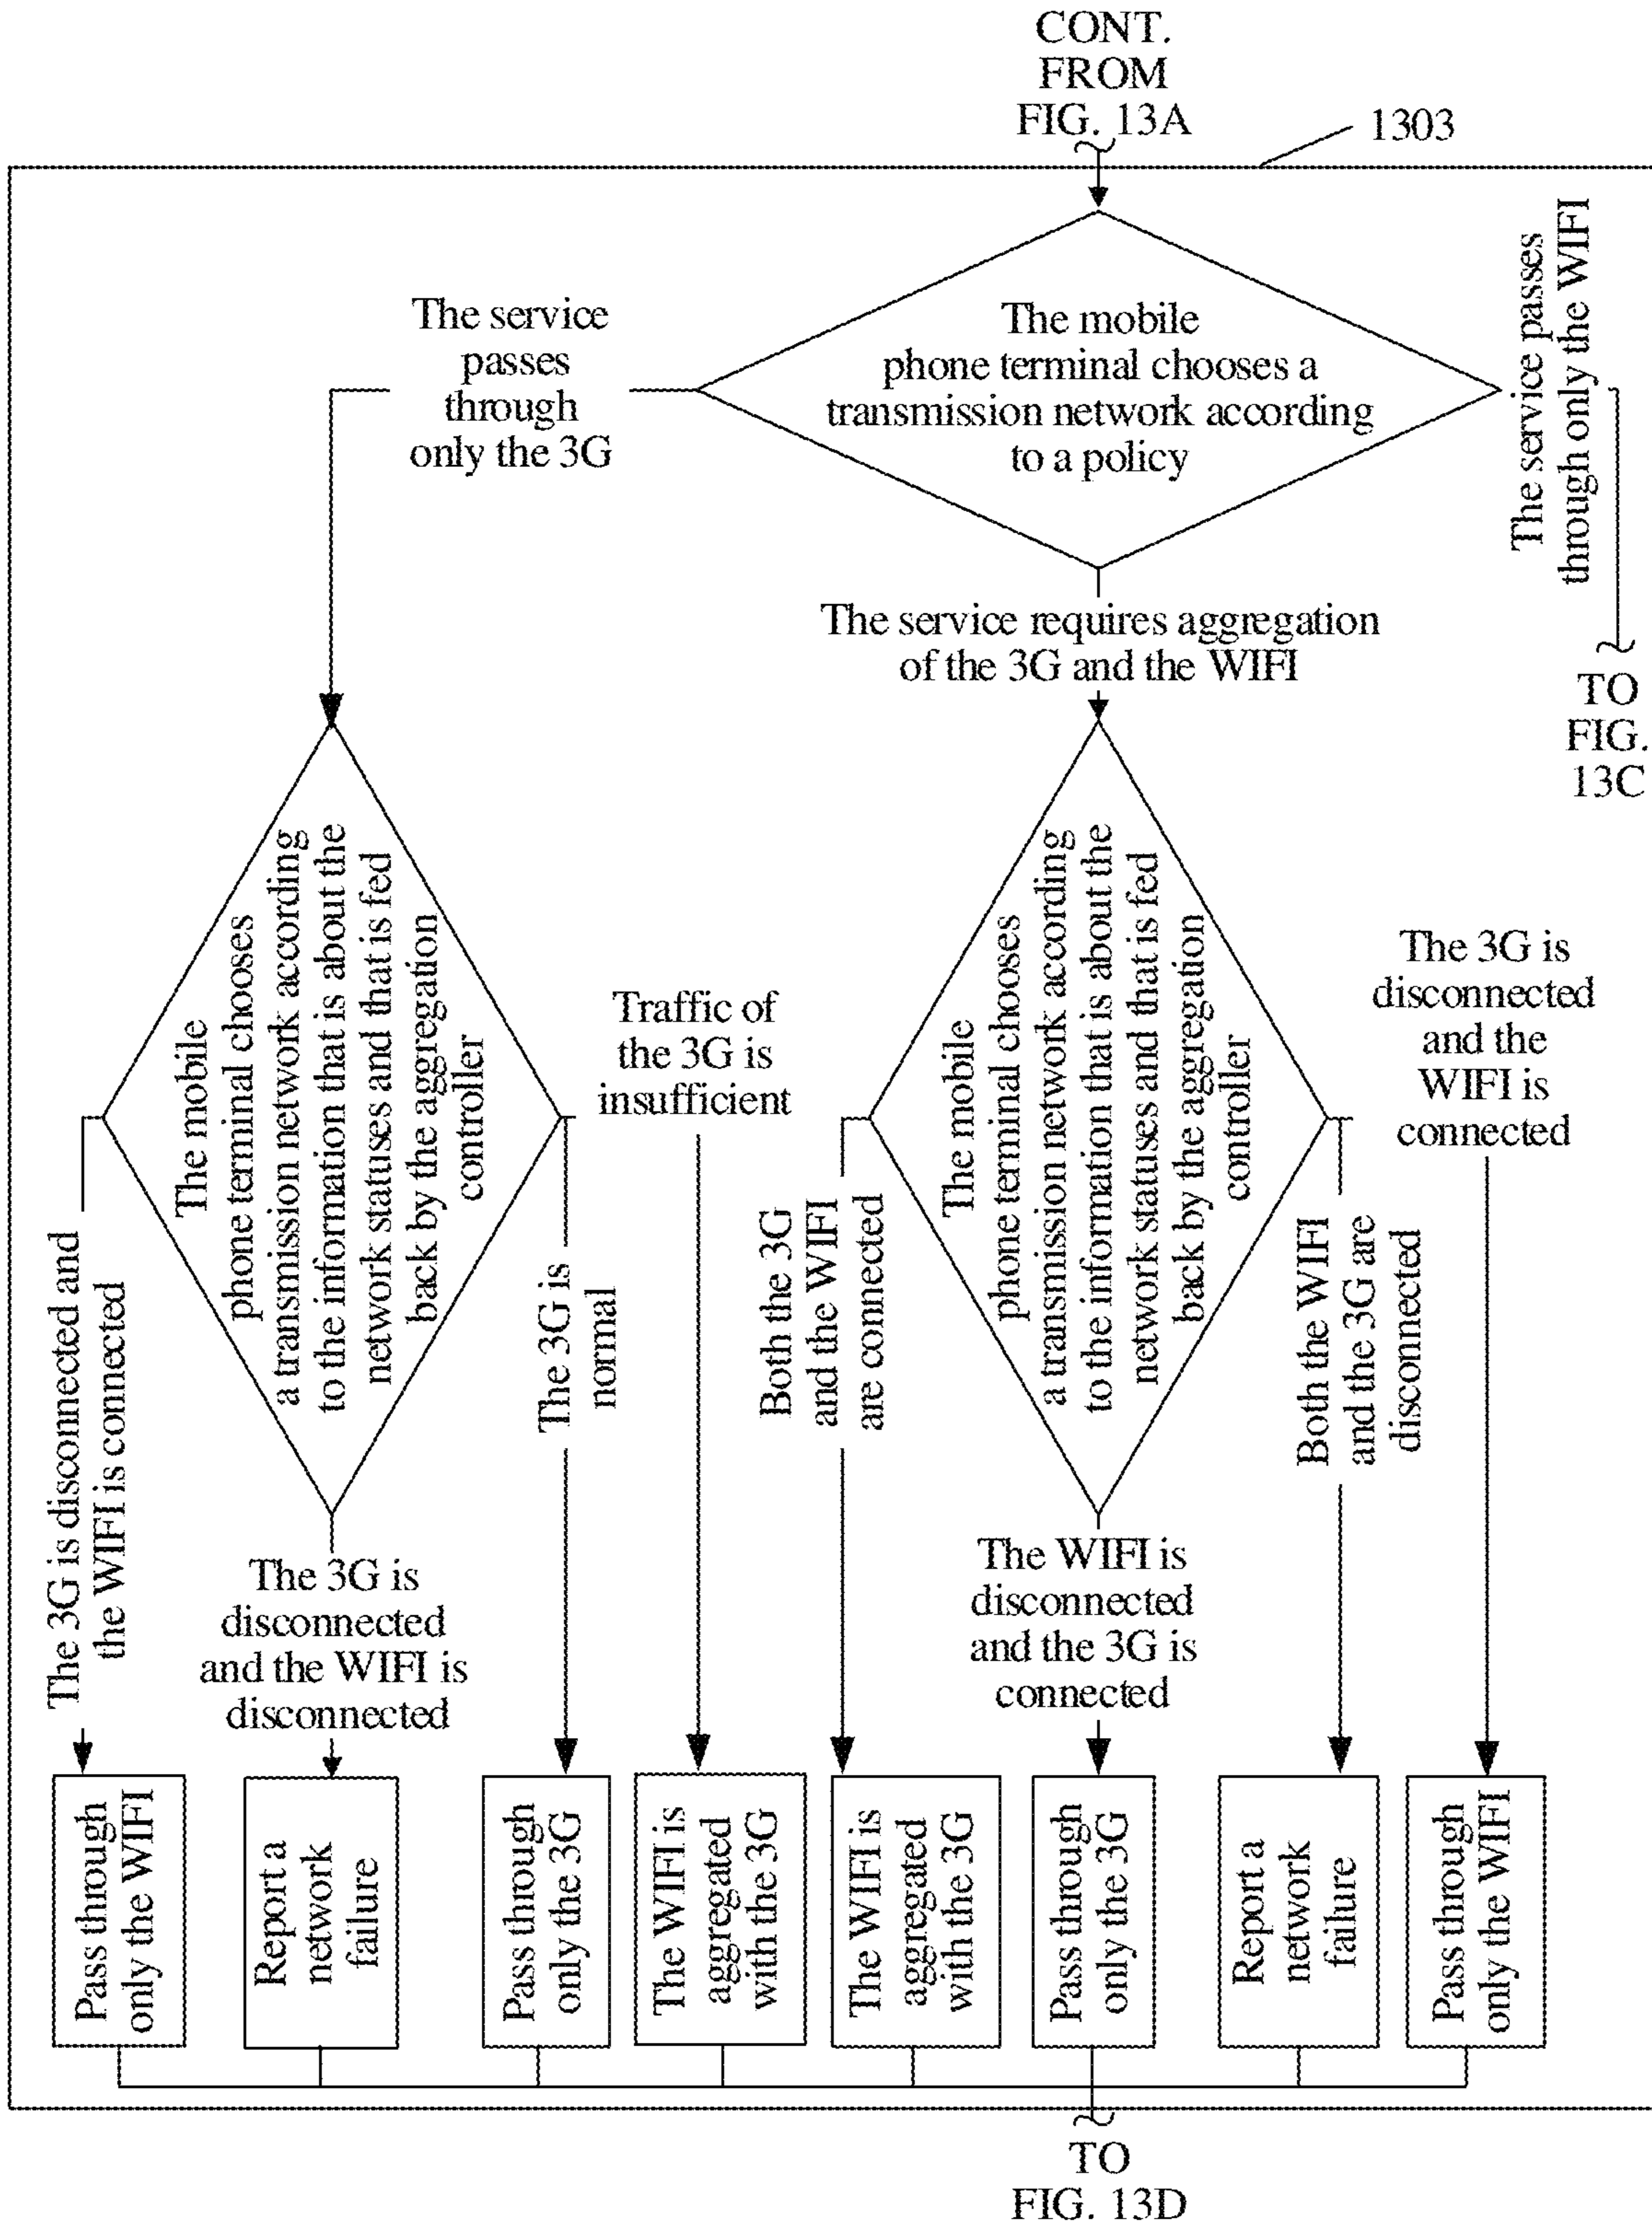 CONT.
FROM
FIG. 13A
1303
The mobile
phone terminal chooses a
transmission network according
to a policy
The service
passes
through
only the 3G
The service requires aggregation
of the 3G and the WIFI
The service passes
through only the WIFI
TO
FIG.
13C
The mobile
phone terminal chooses
a transmission network according
to the information that is about the
network statuses and that is fed
back by the aggregation
controller
The mobile
phone terminal chooses
a transmission network according
to the information that is about the
network statuses and that is fed
back by the aggregation
controller
The 3G is disconnected and
the WIFI is connected
The 3G is
disconnected
and the WIFI is
disconnected
The 3G is
normal
Traffic of
the 3G is
insufficient
Both the 3G
and the WIFI
are connected
The WIFI is
disconnected
and the 3G is
connected
Both the WIFI
and the 3G are
disconnected
The 3G is
disconnected
and the
WIFI is
connected
Pass through
only the WIFI
Report a
network
failure
Pass through
only the 3G
The WIFI is
aggregated
with the 3G
The WIFI is
aggregated
with the 3G
Pass through
only the 3G
Report a
network
failure
Pass through
only the WIFI
TO
FIG. 13D